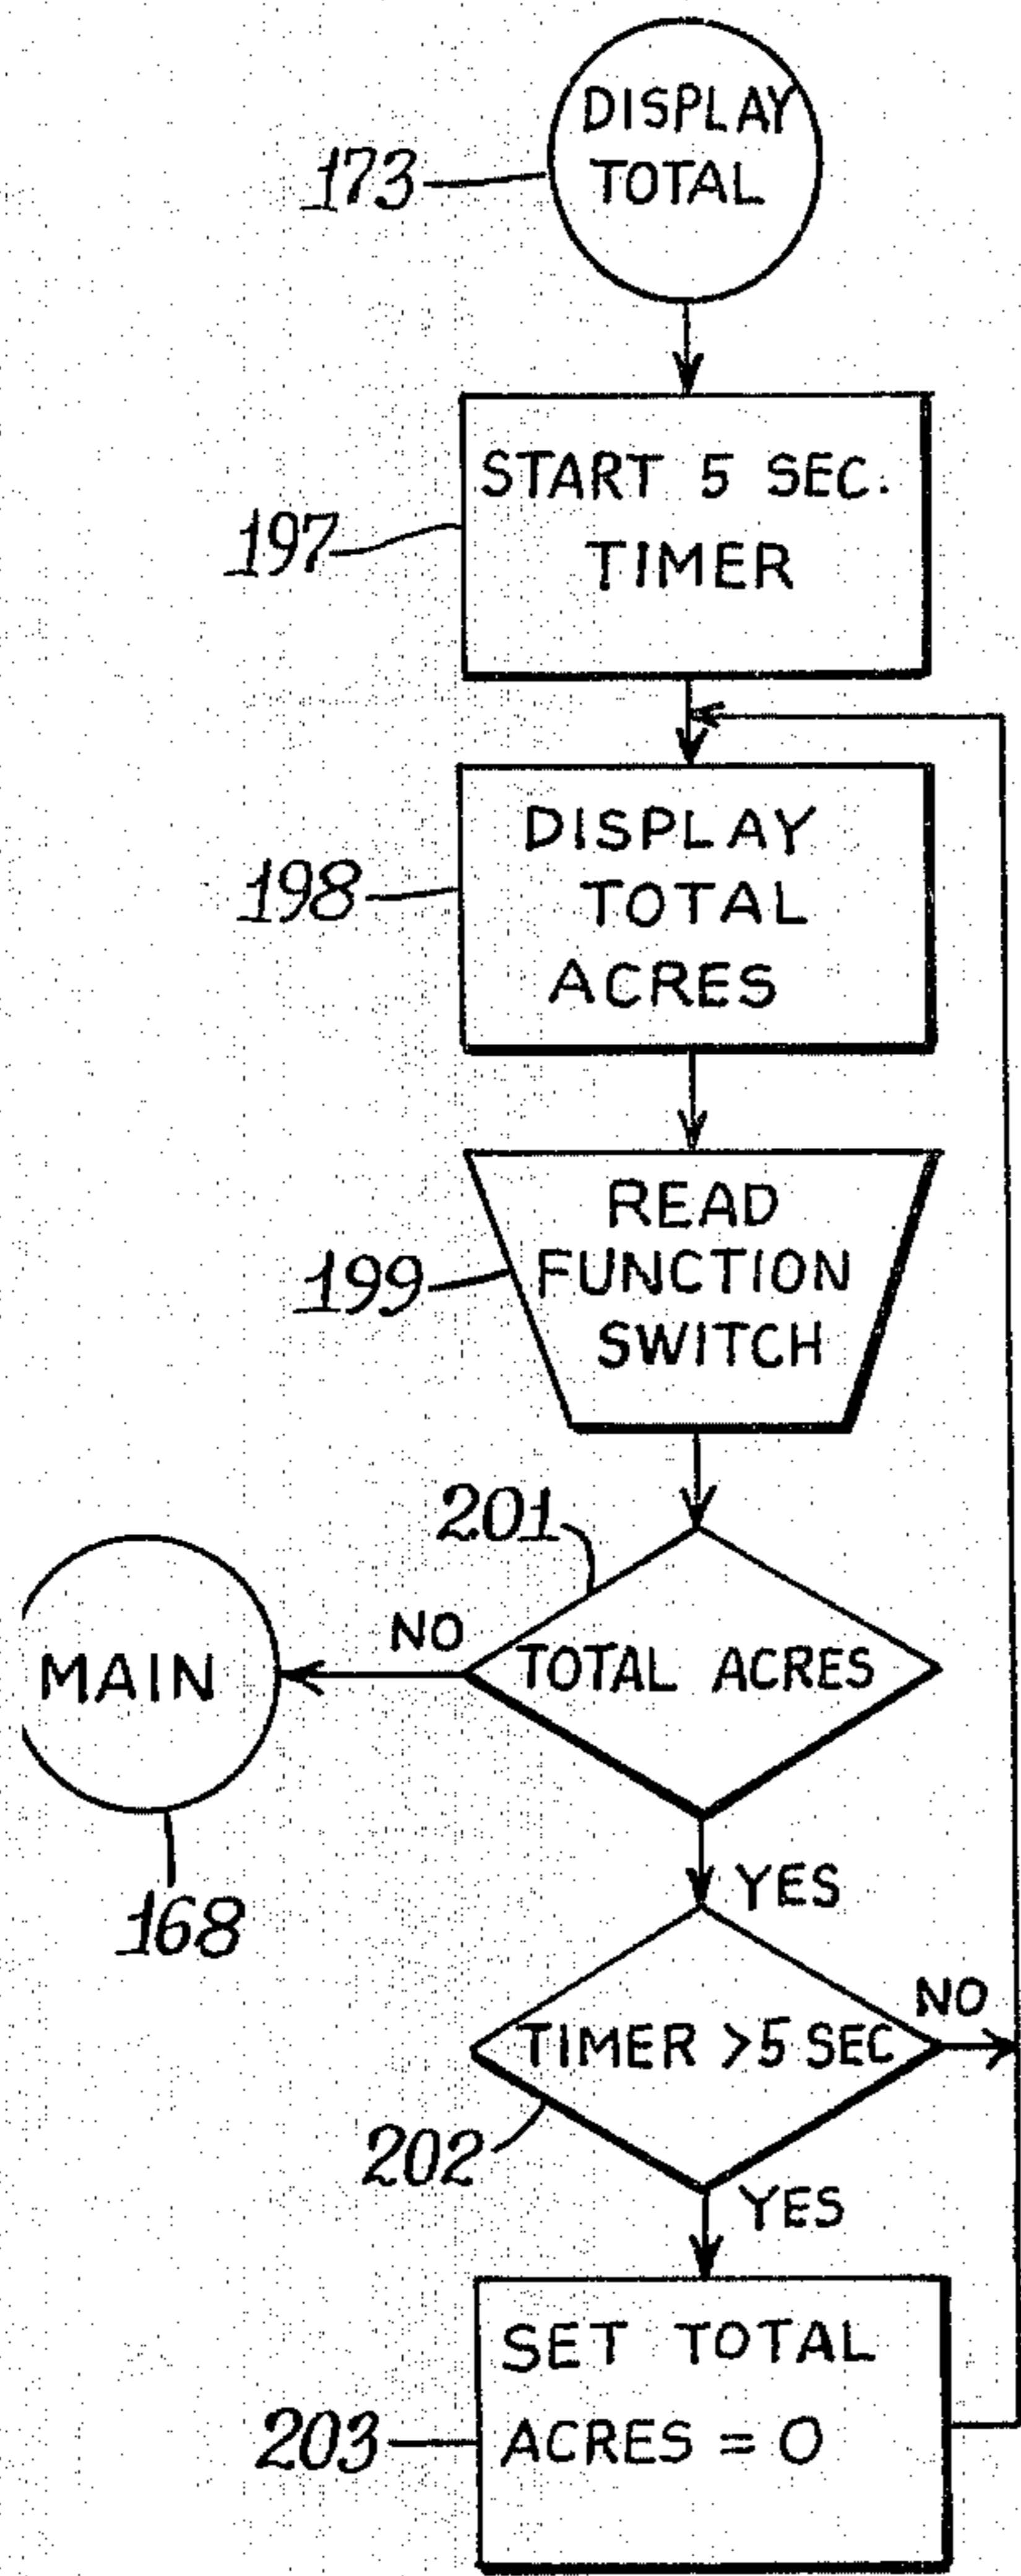 DISPLAY
TOTAL
173
START 5 SEC.
TIMER
197
DISPLAY
TOTAL
ACRES
198
READ
FUNCTION
SWITCH
199
201
NO
TOTAL ACRES
MAIN
168
YES
NO
TIMER >5 SEC
202
YES
SET TOTAL
ACRES = 0
203